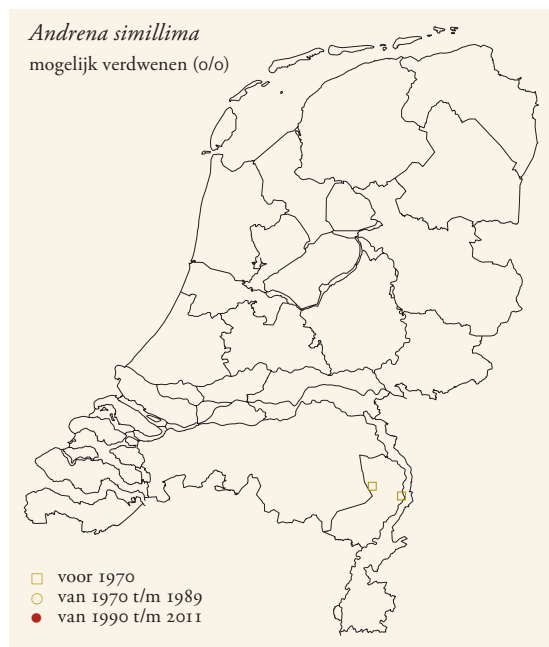 Andrena simillima
mogelijk verdwenen (0/0)
voor 1970
van 1970 t/m 1989
van 1990 t/m 2011